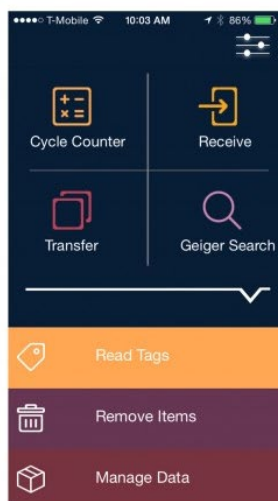 T-Mobile 10:03 AM 86%
Cycle Counter Receive
Transfer Geiger Search
Read Tags
Remove Items
Manage Data